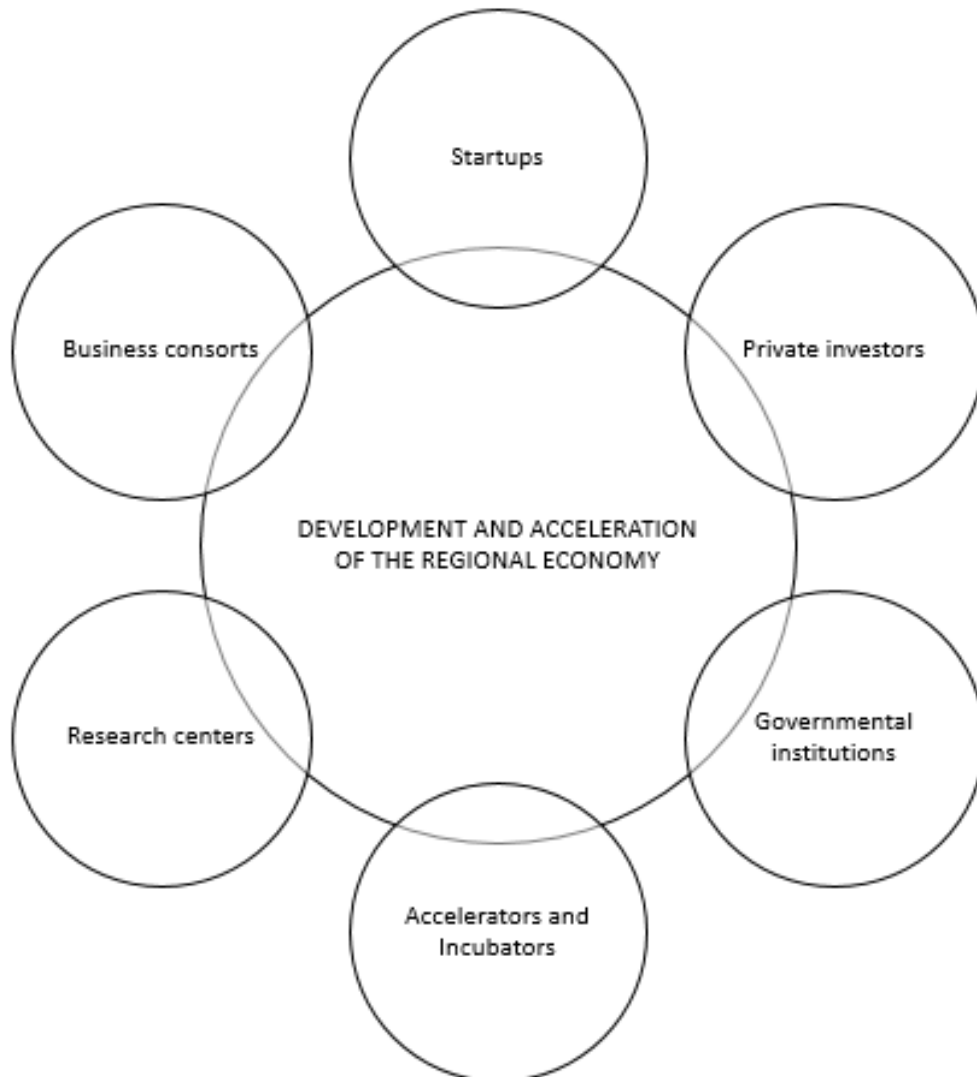 Startups
Business consorts
Private investors
DEVELOPMENT AND ACCELERATION
OF THE REGIONAL ECONOMY
Research centers
Governmental
institutions
Accelerators and
Incubators